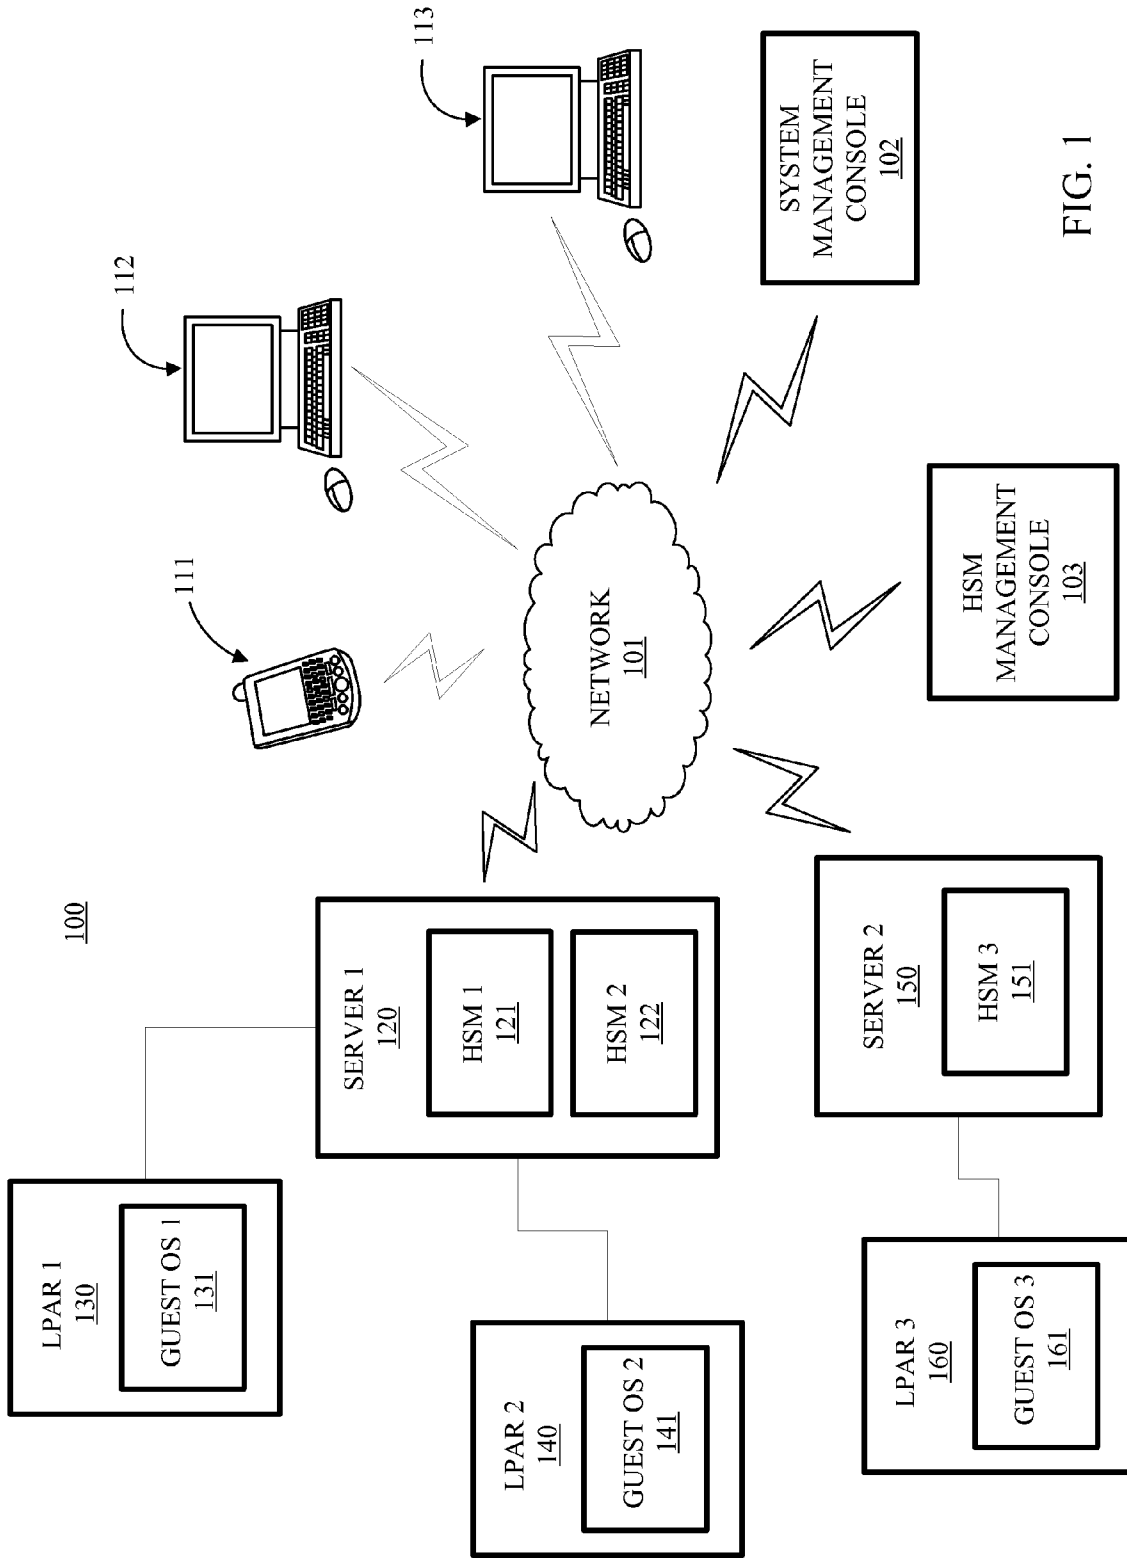 100
111
112
113
LPAR 1
130
GUEST OS 1
131
SERVER 1
120
HSM 1
121
HSM 2
122
LPAR 2
140
GUEST OS 2
141
NETWORK
101
SERVER 2
150
HSM 3
151
LPAR 3
160
GUEST OS 3
161
HSM
MANAGEMENT
CONSOLE
103
SYSTEM
MANAGEMENT
CONSOLE
102
FIG. 1